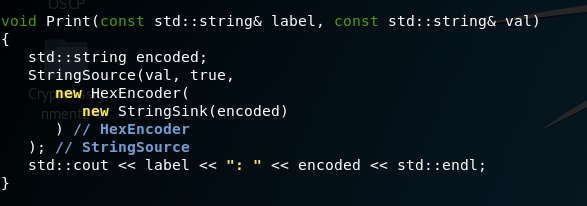 OSCP
void Print(const std::string& label, const std::string& val)
{
   std::string encoded;
   StringSource(val, true,
      new HexEncoder(
         new StringSink(encoded)
      ) // HexEncoder
   ); // StringSource
   std::cout << label << ": " << encoded << std::endl;
}